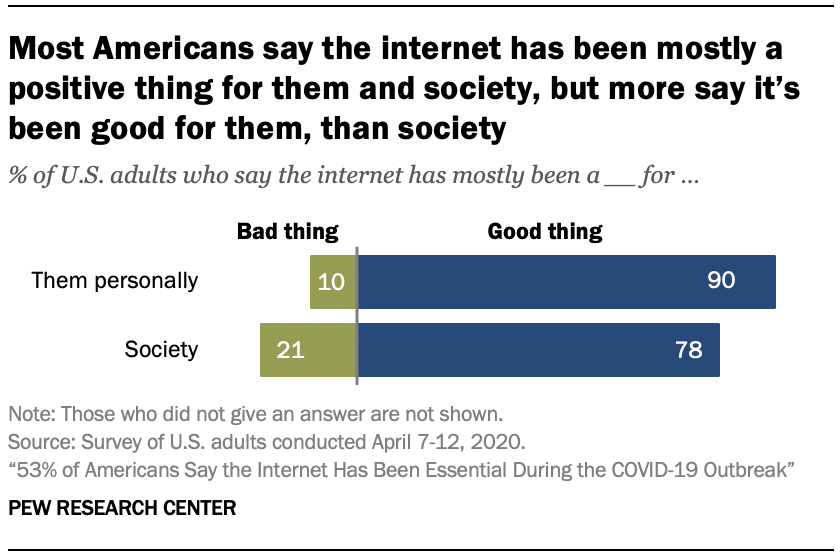 Most Americans say the internet has been mostly a
positive thing for them and society, but more say it's
been good for them, than society
% of U.S. adults who say the internet has mostly been a __ for ...
Bad thing Good thing
Them personally 10 90
Society 21 78
Note: Those who did not give an answer are not shown.
Source: Survey of U.S. adults conducted April 7-12, 2020.
“53% of Americans Say the Internet Has Been Essential During the COVID-19 Outbreak”
PEW RESEARCH CENTER